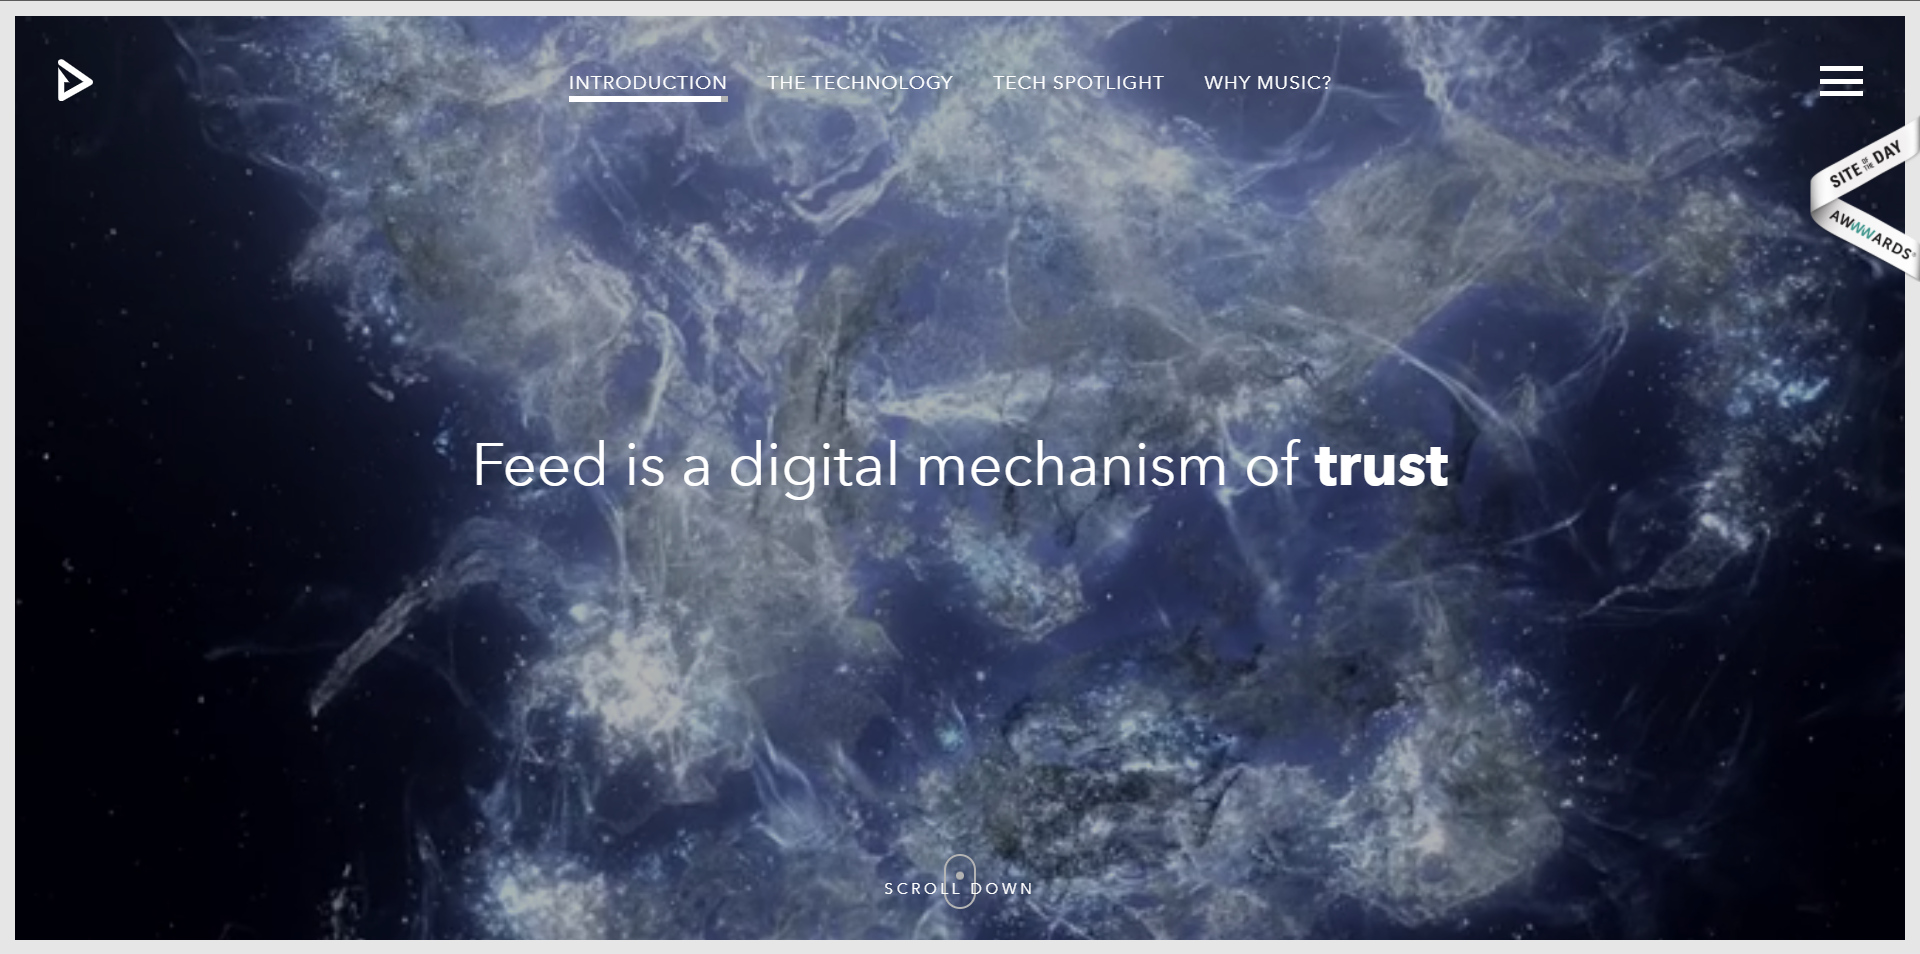 INTRODUCTION THE TECHNOLOGY TECH SPOTLIGHT WHY MUSIC?
SITE OF THE DAY
AWWWARDS
Feed is a digital mechanism of trust
SCROLL DOWN